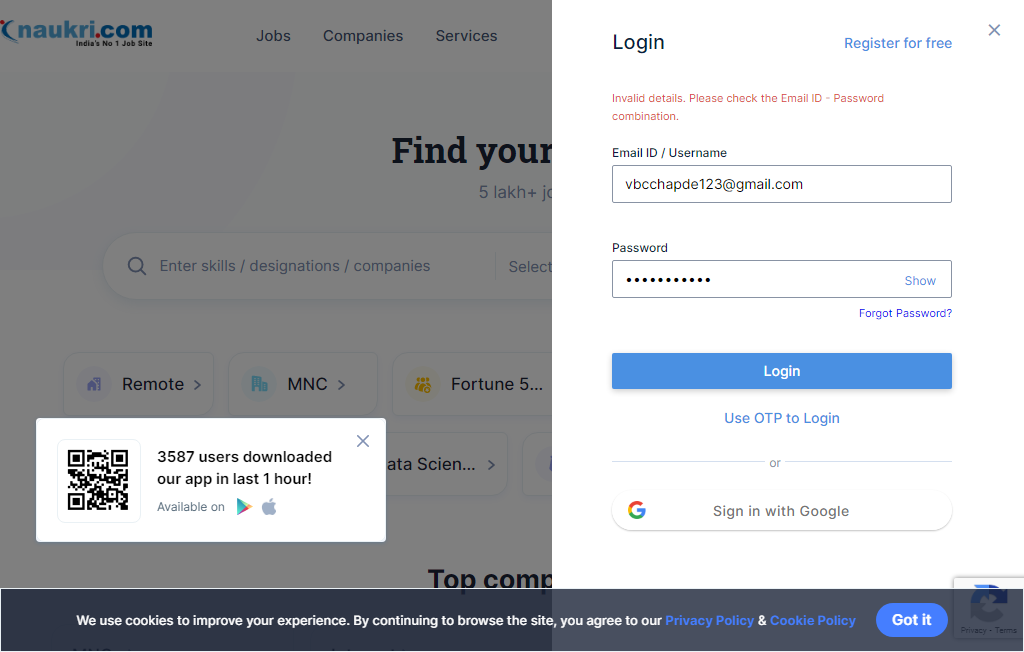 naukri.com
India's No 1 Job Site
Jobs
Companies
Services
Find your
5 lakh+
Enter skills / designations / companies
Select
Remote
MNC
Fortune 5...
Scien...
3587 users downloaded
our app in last 1 hour!
Available on
Top
Login
Register for free
Invalid details. Please check the Email ID - Password
combination.
Email ID / Username
vbcchapde123@gmail.com
Password
•••••••••••
Show
Forgot Password?
Login
Use OTP to Login
or
Sign in with Google
We use cookies to improve your experience. By continuing to browse the site, you agree to our Privacy Policy & Cookie Policy
Got it
Privacy - Terms